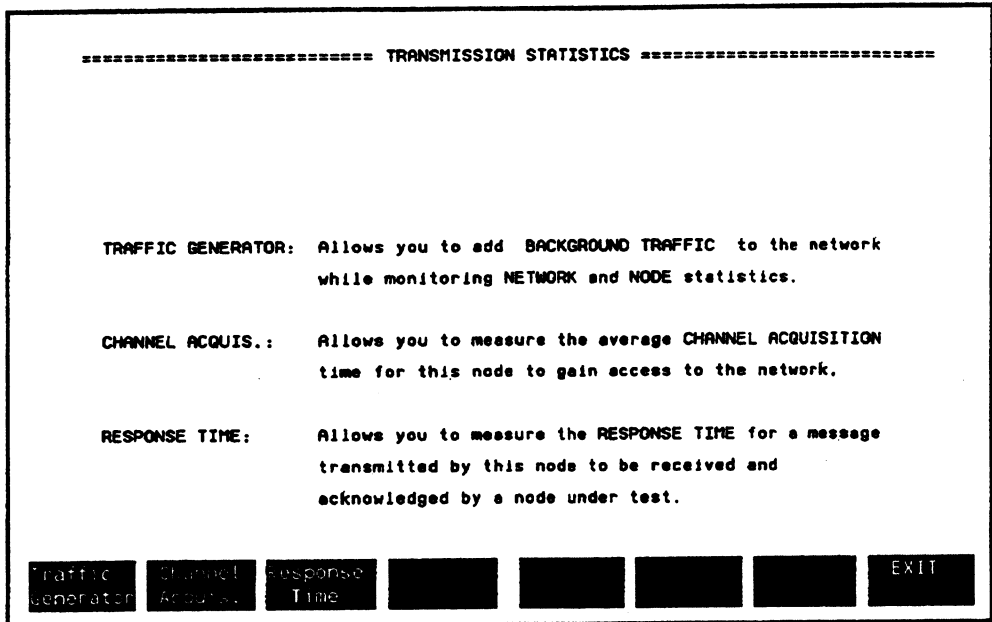 ============================ TRANSMISSION STATISTICS ============================
TRAFFIC GENERATOR: Allows you to add BACKGROUND TRAFFIC to the network
while monitoring NETWORK and NODE statistics.
CHANNEL ACQUIS.: Allows you to measure the average CHANNEL ACQUISITION
time for this node to gain access to the network.
RESPONSE TIME: Allows you to measure the RESPONSE TIME for a message
transmitted by this node to be received and
acknowledged by a node under test.
Traffic Channel Response EXIT
Generator Acquis. Time